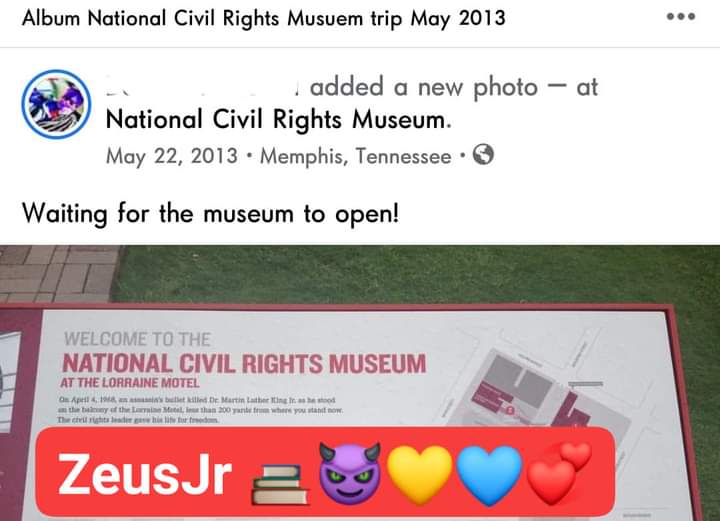 Album National Civil Rights Musuem trip May 2013
added a new photo — at
National Civil Rights Museum.
May 22, 2013 • Memphis, Tennessee •
Waiting for the museum to open!
WELCOME TO THE
NATIONAL CIVIL RIGHTS MUSEUM
AT THE LORRAINE MOTEL
On April 4, 1968, an assassin's bullet killed Dr. Martin Luther King Jr. as he stood
on the balcony of the Lorraine Motel, less than 200 yards from where you stand now.
The civil rights leader gave his life for freedom.
ZeusJr 📚😈💛💙💞